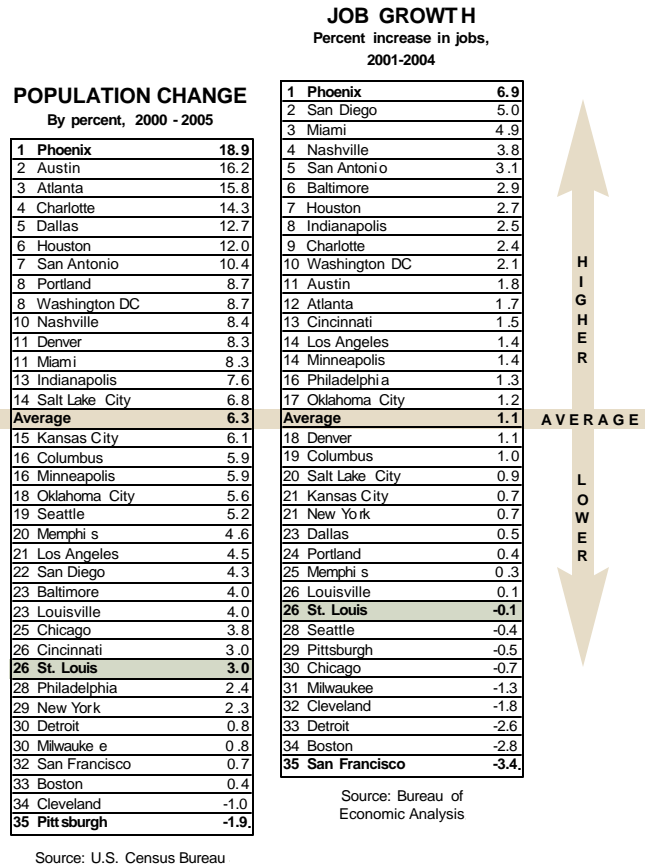 JOB GROWTH
Percent increase in jobs,
2001-2004
1 Phoenix 6.9
2 San Diego 5.0
3 Miami 4.9
4 Nashville 3.8
5 San Antonio 3.1
6 Baltimore 2.9
7 Houston 2.7
8 Indianapolis 2.5
9 Charlotte 2.4
10 Washington DC 2.1
11 Austin 1.8
12 Atlanta 1.7
13 Cincinnati 1.5
14 Los Angeles 1.4
14 Minneapolis 1.4
16 Philadelphia 1.3
17 Oklahoma City 1.2
Average 1.1
18 Denver 1.1
19 Columbus 1.0
20 Salt Lake City 0.9
21 Kansas City 0.7
21 New York 0.7
23 Dallas 0.5
24 Portland 0.4
25 Memphis 0.3
26 Louisville 0.1
26 St. Louis -0.1
28 Seattle -0.4
29 Pittsburgh -0.5
30 Chicago -0.7
31 Milwaukee -1.3
32 Cleveland -1.8
33 Detroit -2.6
34 Boston -2.8
35 San Francisco -3.4
Source: Bureau of
Economic Analysis
POPULATION CHANGE
By percent, 2000 - 2005
1 Phoenix 18.9
2 Austin 16.2
3 Atlanta 15.8
4 Charlotte 14.3
5 Dallas 12.7
6 Houston 12.0
7 San Antonio 10.4
8 Portland 8.7
8 Washington DC 8.7
10 Nashville 8.4
11 Denver 8.3
11 Miami 8.3
13 Indianapolis 7.6
14 Salt Lake City 6.8
Average 6.3
15 Kansas City 6.1
16 Columbus 5.9
16 Minneapolis 5.9
18 Oklahoma City 5.6
19 Seattle 5.2
20 Memphis 4.6
21 Los Angeles 4.5
22 San Diego 4.3
23 Baltimore 4.0
23 Louisville 4.0
25 Chicago 3.8
26 Cincinnati 3.0
26 St. Louis 3.0
28 Philadelphia 2.4
29 New York 2.3
30 Detroit 0.8
30 Milwaukee 0.8
32 San Francisco 0.7
33 Boston 0.4
34 Cleveland -1.0
35 Pittsburgh -1.9
Source: U.S. Census Bureau
HIGHER
AVERAGE
LOWER